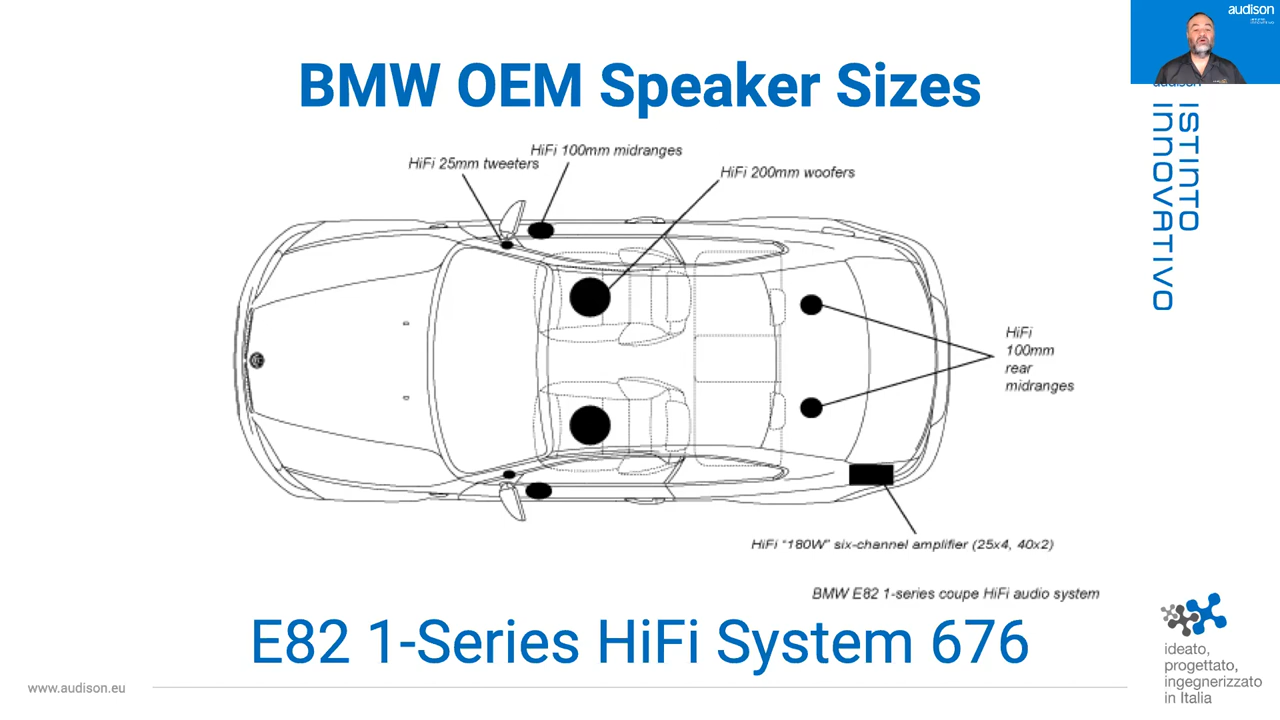 audison
BMW OEM Speaker Sizes
ISTINTO
INNOVATIVO
HiFi 100mm midranges
HiFi 25mm tweeters
HiFi 200mm woofers
HiFi
100mm
rear
midranges
HiFi “180W” six-channel amplifier (25x4, 40x2)
BMW E82 1-series coupe HiFi audio system
E82 1-Series HiFi System 676
ideato,
progettato,
ingegnerizzato
in Italia
www.audison.eu